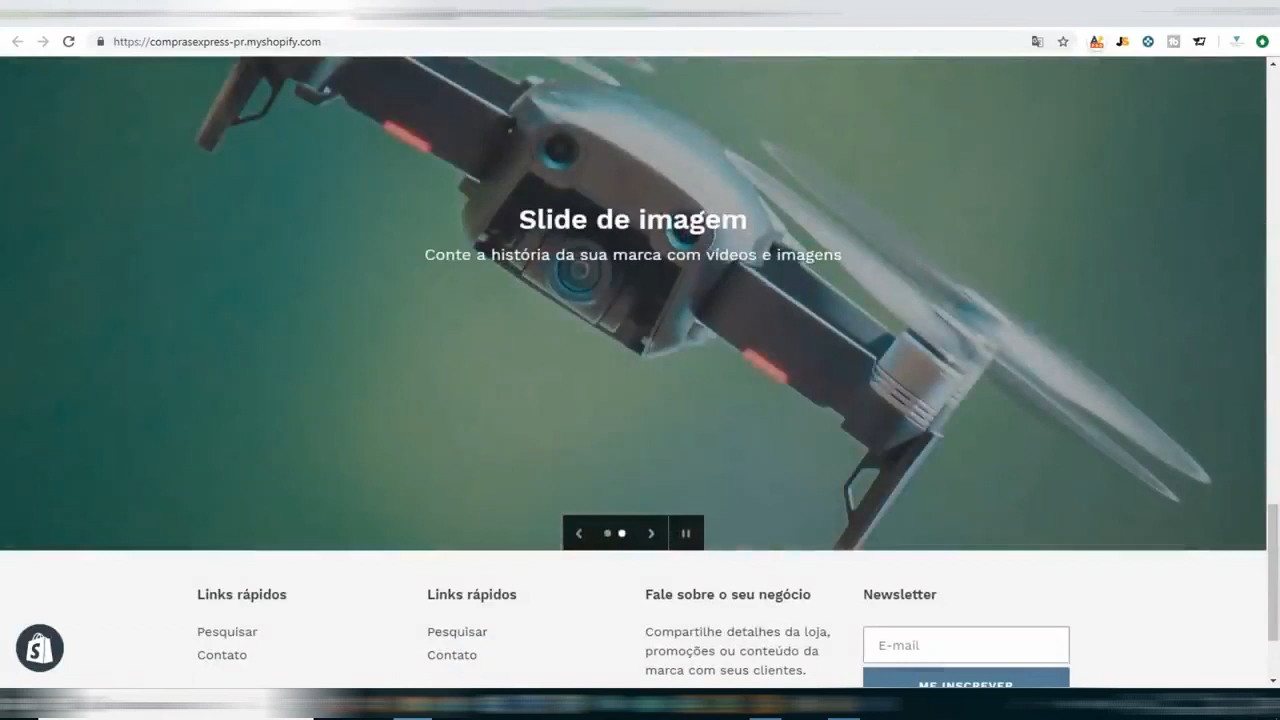 https://comprasexpress-pr.myshopify.com
Slide de imagem
Conte a história da sua marca com vídeos e imagens
Links rápidos
Pesquisar
Contato
Links rápidos
Pesquisar
Contato
Fale sobre o seu negócio
Compartilhe detalhes da loja,
promoções ou conteúdo da
marca com seus clientes.
Newsletter
E-mail
ME INSCREVER